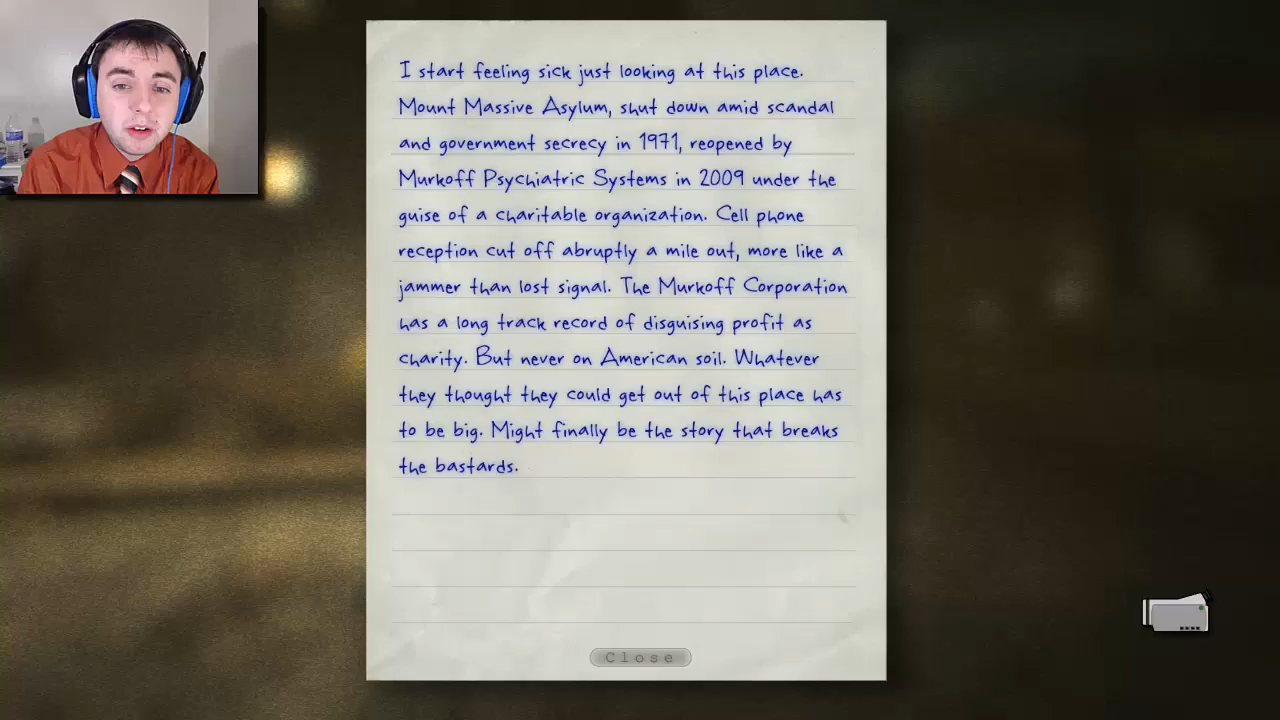 I start feeling sick just looking at this place.
Mount Massive Asylum, shut down amid scandal
and government secrecy in 1971, reopened by
Murkoff Psychiatric Systems in 2009 under the
guise of a charitable organization. Cell phone
reception cut off abruptly a mile out, more like a
jammer than lost signal. The Murkoff Corporation
has a long track record of disguising profit as
charity. But never on American soil. Whatever
they thought they could get out of this place has
to be big. Might finally be the story that breaks
the bastards.
Close